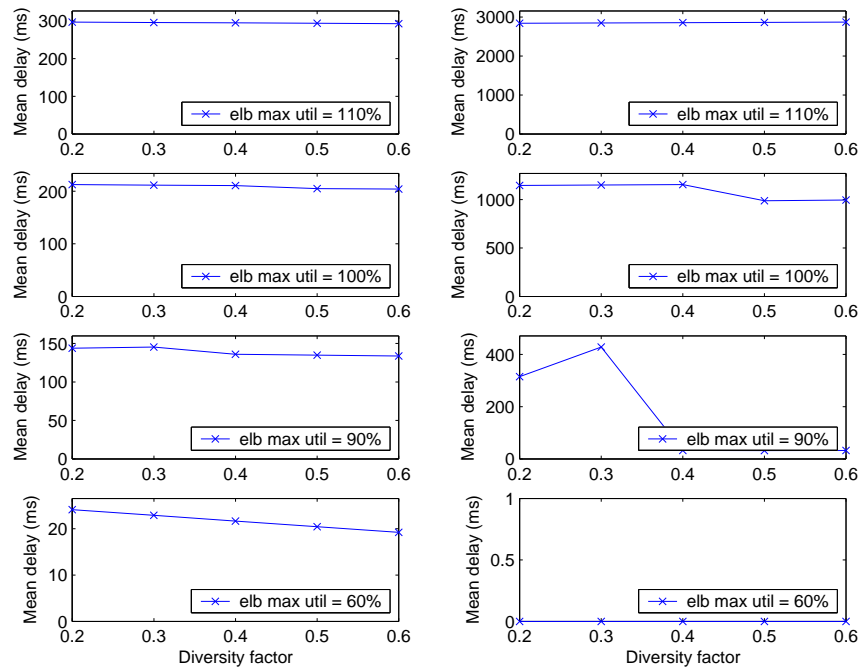 300
200
100
0
Mean delay (ms)
elb max util = 110%
0.2 0.3 0.4 0.5 0.6
3000
2000
1000
0
Mean delay (ms)
elb max util = 110%
0.2 0.3 0.4 0.5 0.6
200
100
0
Mean delay (ms)
elb max util = 100%
0.2 0.3 0.4 0.5 0.6
1000
500
0
Mean delay (ms)
elb max util = 100%
0.2 0.3 0.4 0.5 0.6
150
100
50
0
Mean delay (ms)
elb max util = 90%
0.2 0.3 0.4 0.5 0.6
400
200
0
Mean delay (ms)
elb max util = 90%
0.2 0.3 0.4 0.5 0.6
20
10
0
Mean delay (ms)
elb max util = 60%
0.2 0.3 0.4 0.5 0.6
Diversity factor
1
0.5
0
Mean delay (ms)
elb max util = 60%
0.2 0.3 0.4 0.5 0.6
Diversity factor